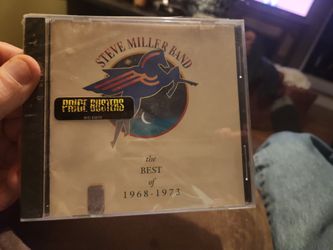 STEVE MILLER BAND
PRICE BUSTERS
the
BEST
of
1968-1973